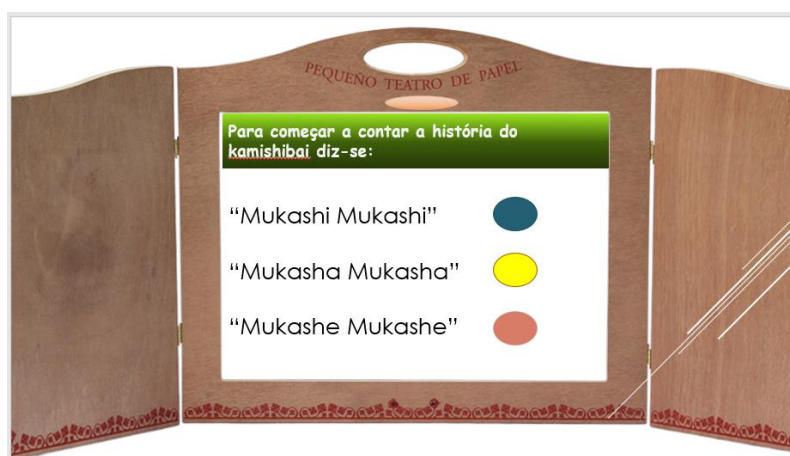 PEQUEÑO TEATRO DE PAPEL
Para começar a contar a história do
kamishibai diz-se:
“Mukashi Mukashi”
“Mukasha Mukasha”
“Mukashe Mukashe”